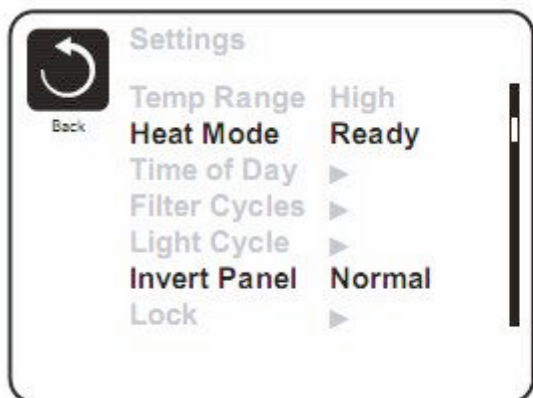 Settings
Back
Temp Range High
Heat Mode Ready
Time of Day ▶
Filter Cycles ▶
Light Cycle ▶
Invert Panel Normal
Lock ▶